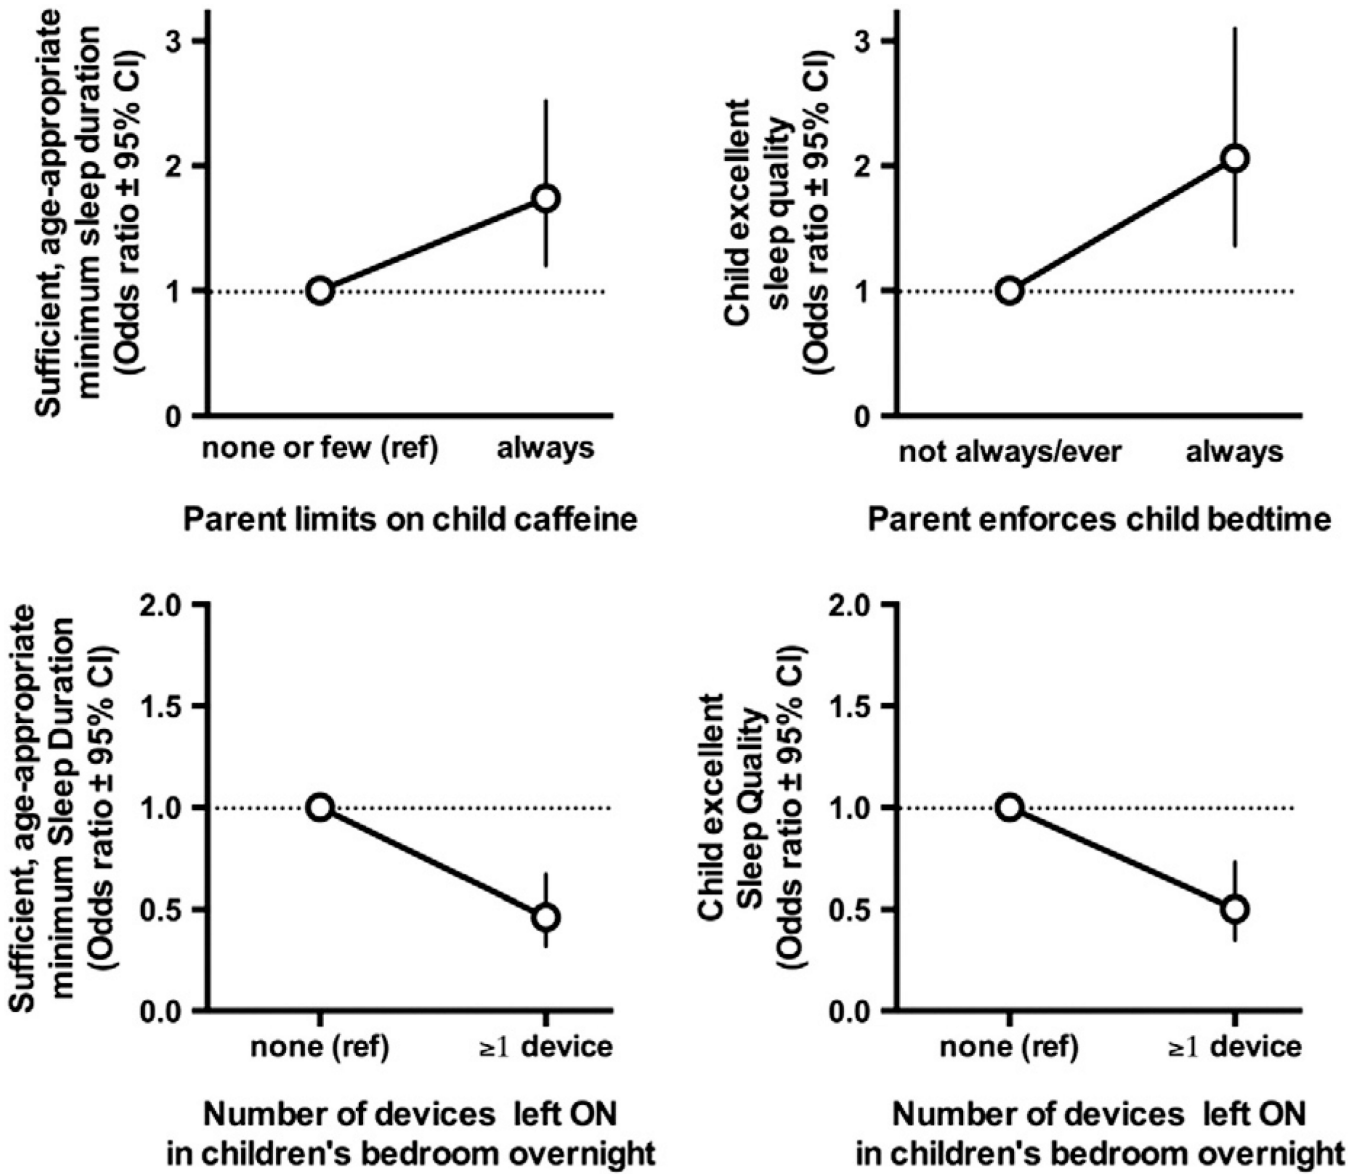 Sufficient, age-appropriate
minimum sleep duration
(Odds ratio ± 95% CI)
3
2
1
0
none or few (ref)
always
Parent limits on child caffeine
Child excellent
sleep quality
(Odds ratio ± 95% CI)
3
2
1
0
not always/ever
always
Parent enforces child bedtime
Sufficient, age-appropriate
minimum Sleep Duration
(Odds ratio ± 95% CI)
2.0
1.5
1.0
0.5
0.0
none (ref)
≥1 device
Number of devices left ON
in children's bedroom overnight
Child excellent
Sleep Quality
(Odds ratio ± 95% CI)
2.0
1.5
1.0
0.5
0.0
none (ref)
≥1 device
Number of devices left ON
in children's bedroom overnight